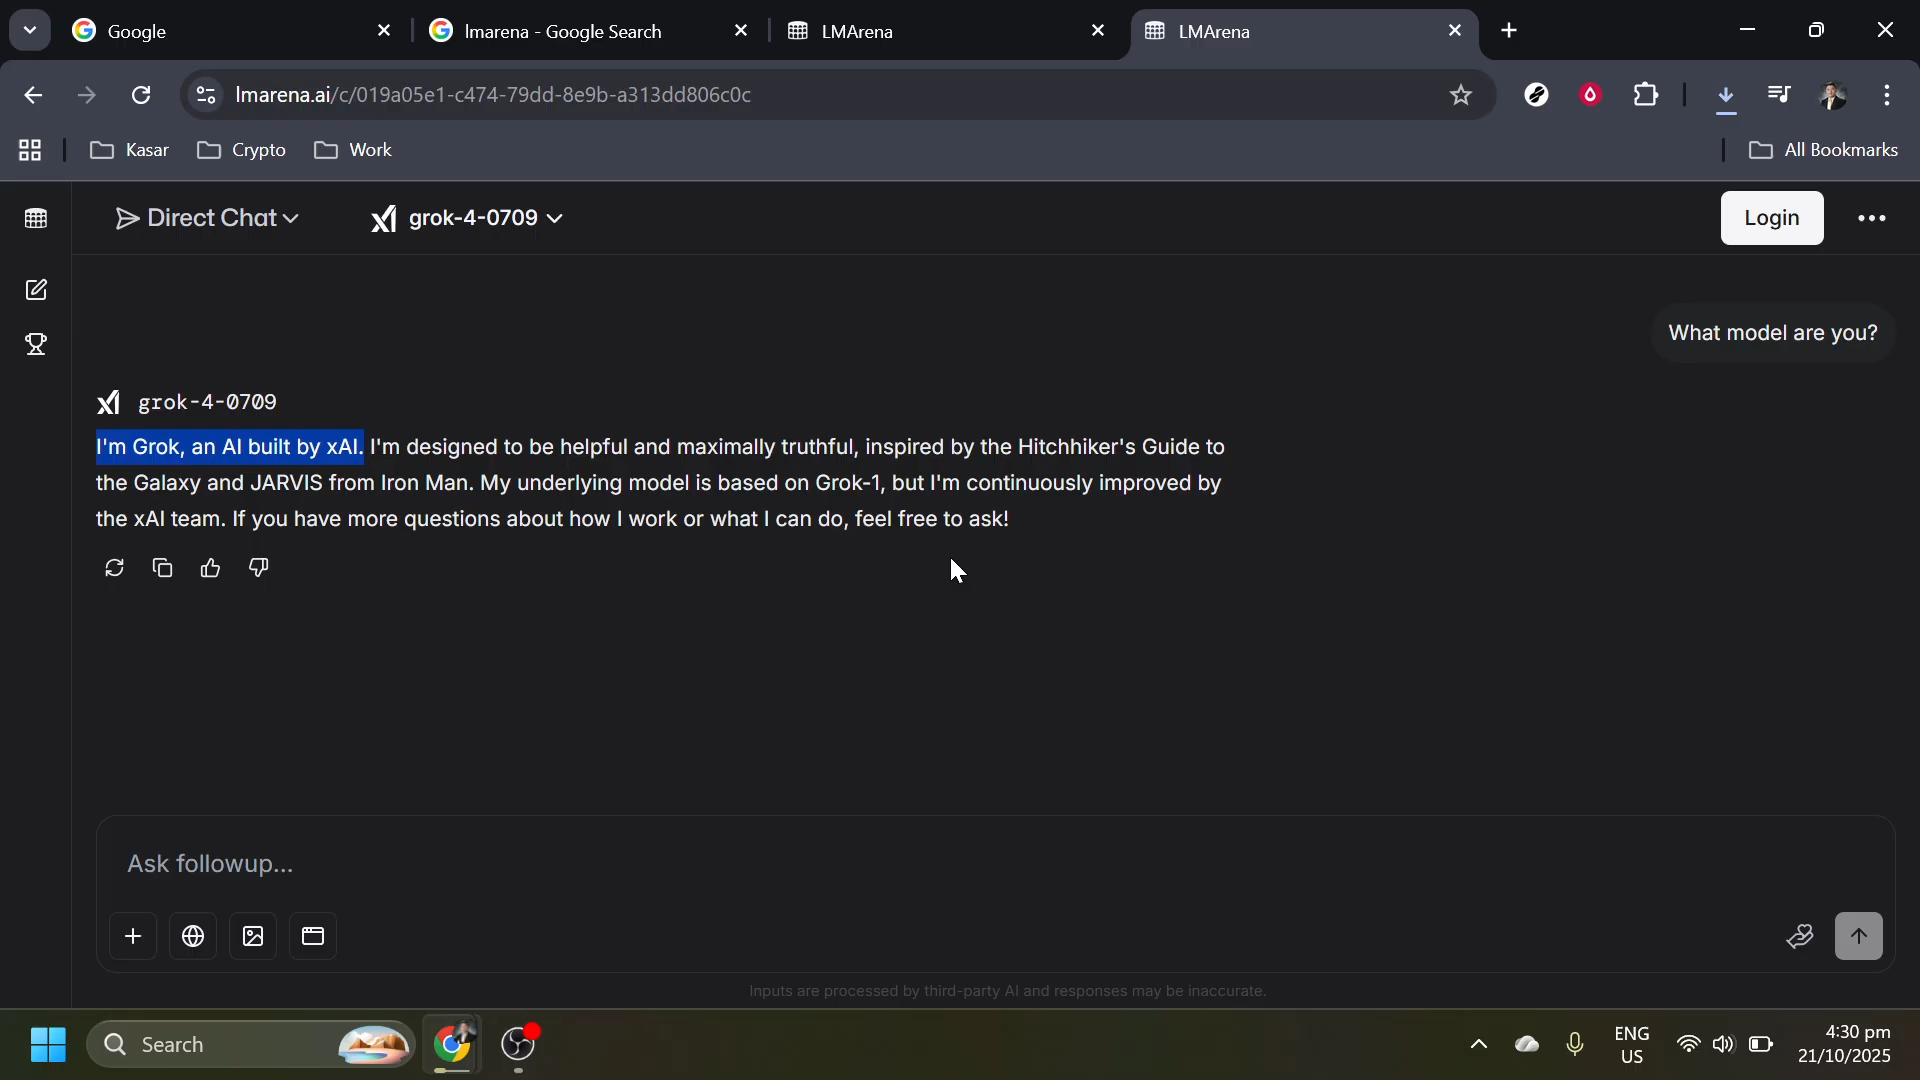 Google
lmarena - Google Search
LMArena
LMArena
lmarena.ai/c/019a05e1-c474-79dd-8e9b-a313dd806c0c
Kasar
Crypto
Work
All Bookmarks
Direct Chat
grok-4-0709
Login
What model are you?
grok-4-0709
I'm Grok, an AI built by xAI. I'm designed to be helpful and maximally truthful, inspired by the Hitchhiker's Guide to
the Galaxy and JARVIS from Iron Man. My underlying model is based on Grok-1, but I'm continuously improved by
the xAI team. If you have more questions about how I work or what I can do, feel free to ask!
Ask followup...
Inputs are processed by third-party AI and responses may be inaccurate.
Search
ENG
US
4:30 pm
21/10/2025